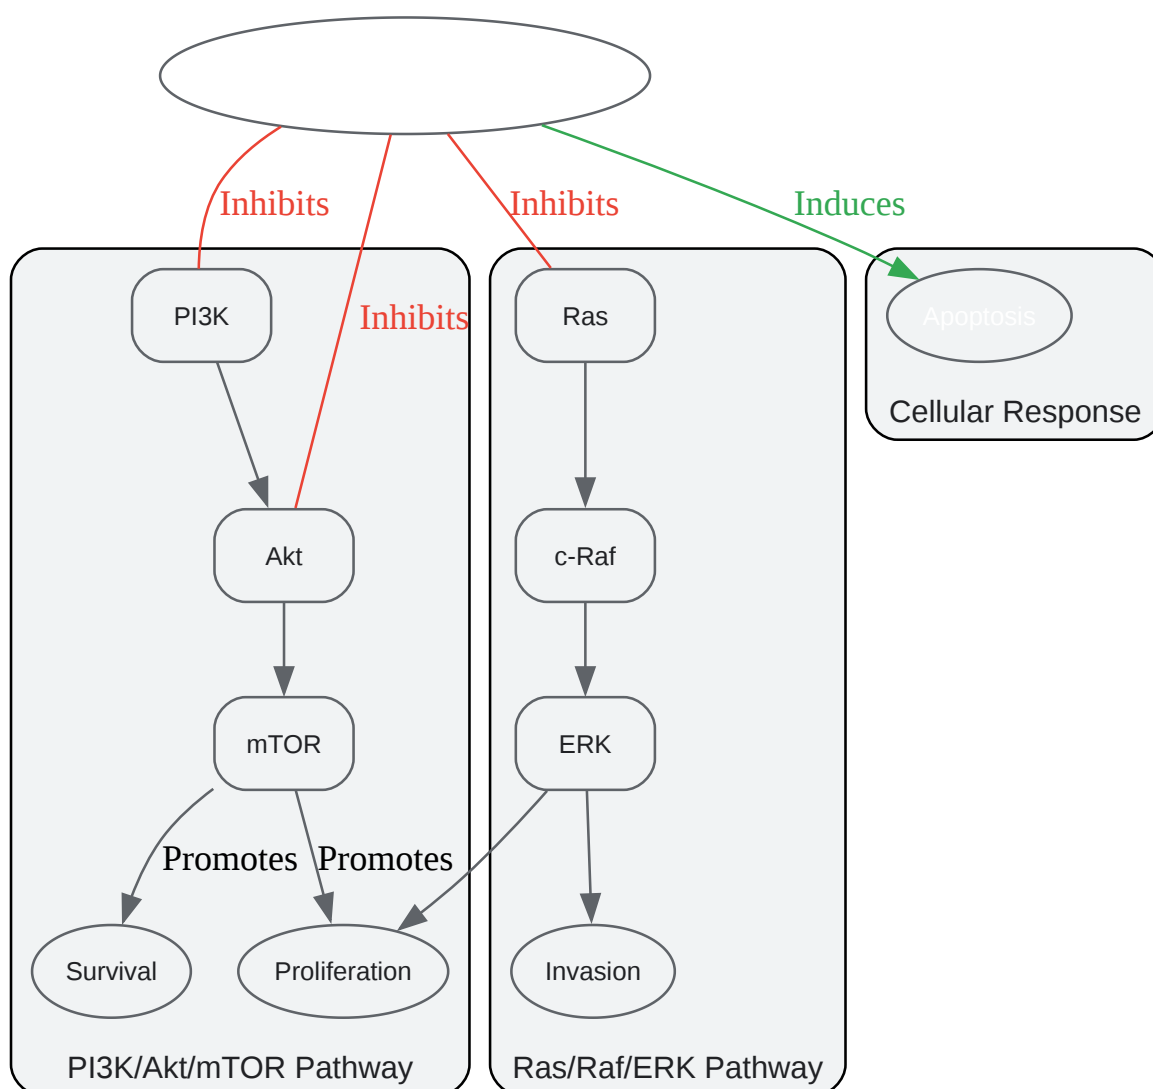 Inhibits
Inhibits
Induces
Inhibits
PI3K
Ras
Apoptosis
Cellular Response
Akt
c-Raf
mTOR
ERK
Promotes
Promotes
Survival
Proliferation
Invasion
PI3K/Akt/mTOR Pathway
Ras/Raf/ERK Pathway